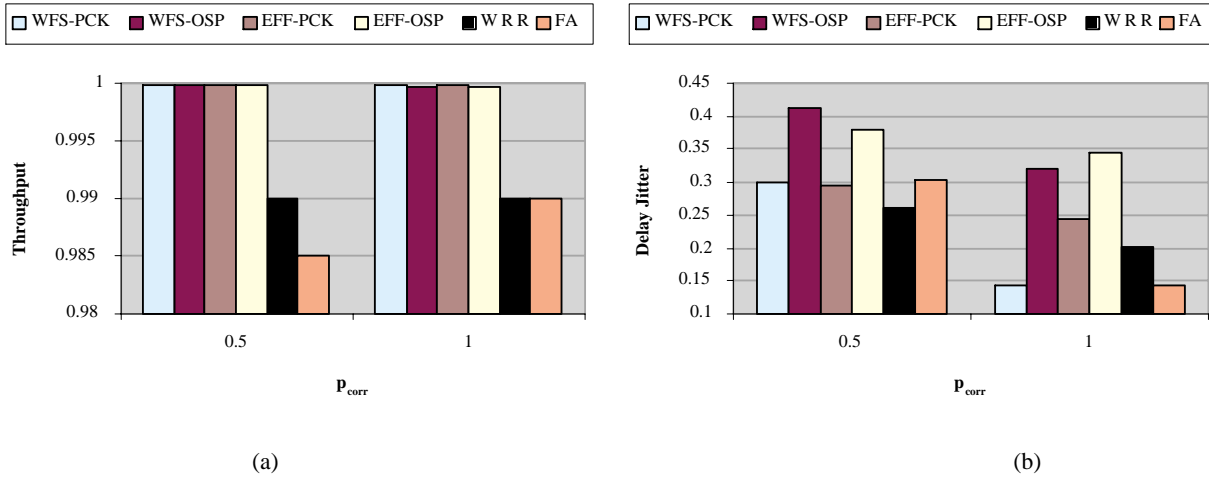 WFS-PCK WFS-OSP EFF-PCK EFF-OSP W R R FA
1
0.995
0.99
0.985
0.98
Throughput
0.5 1
p_corr
(a)
WFS-PCK WFS-OSP EFF-PCK EFF-OSP W R R FA
0.45
0.4
0.35
0.3
0.25
0.2
0.15
0.1
Delay Jitter
0.5 1
p_corr
(b)